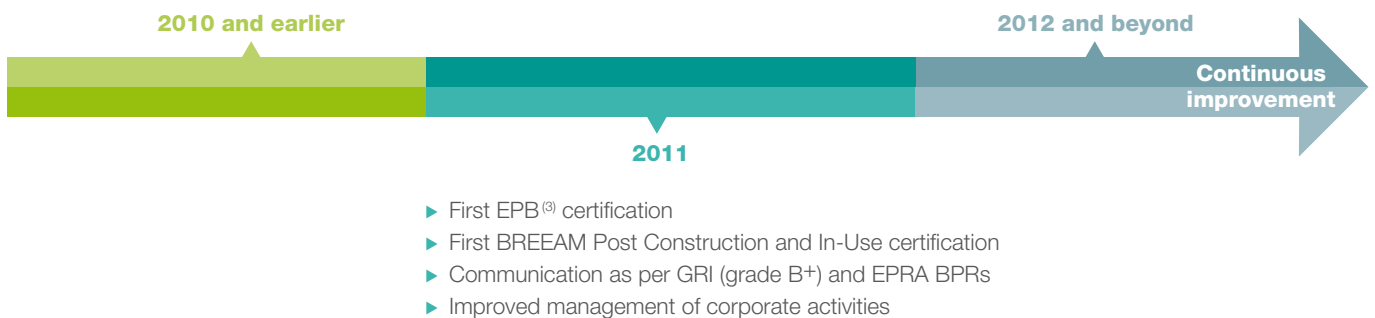 2010 and earlier
2012 and beyond
Continuous
improvement
2011
▶ First EPB (3) certification
▶ First BREEAM Post Construction and In-Use certification
▶ Communication as per GRI (grade B+) and EPRA BPRs
▶ Improved management of corporate activities